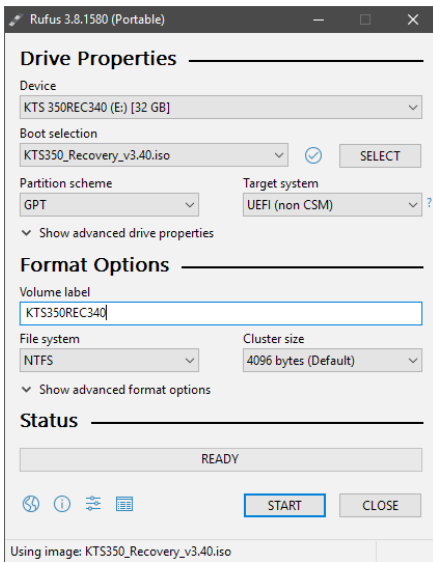 Rufus 3.8.1580 (Portable)
Drive Properties
Device
KTS 350REC340 (E:) [32 GB]
Boot selection
KTS350_Recovery_v3.40.iso
SELECT
Partition scheme
Target system
GPT
UEFI (non CSM)
?
Show advanced drive properties
Format Options
Volume label
KTS350REC340
File system
Cluster size
NTFS
4096 bytes (Default)
Show advanced format options
Status
READY
START
CLOSE
Using image: KTS350_Recovery_v3.40.iso